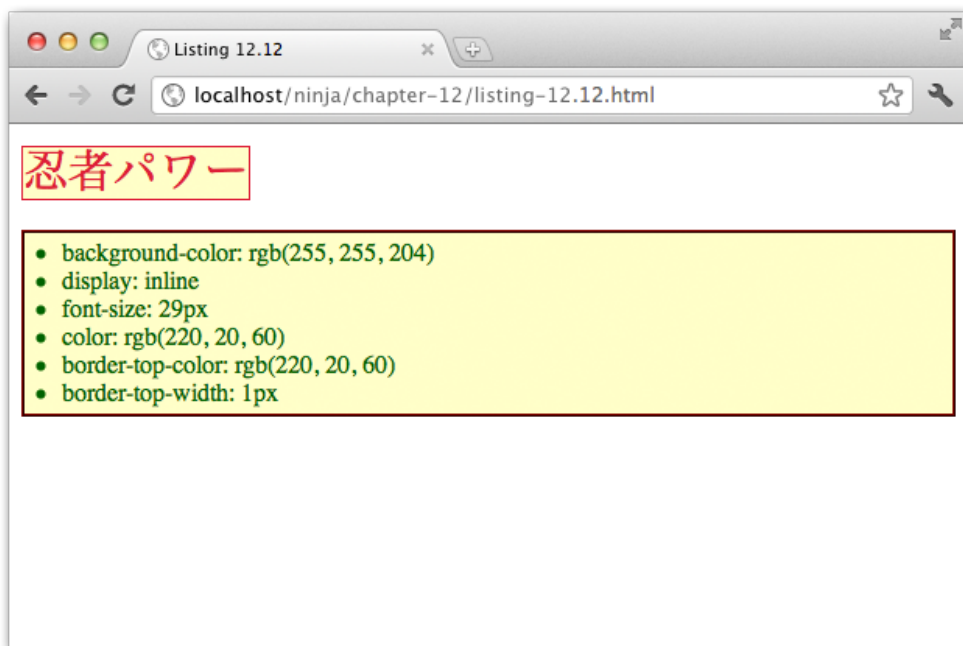 Listing 12.12
localhost/ninja/chapter-12/listing-12.12.html
忍者パワー
• background-color: rgb(255, 255, 204)
• display: inline
• font-size: 29px
• color: rgb(220, 20, 60)
• border-top-color: rgb(220, 20, 60)
• border-top-width: 1px